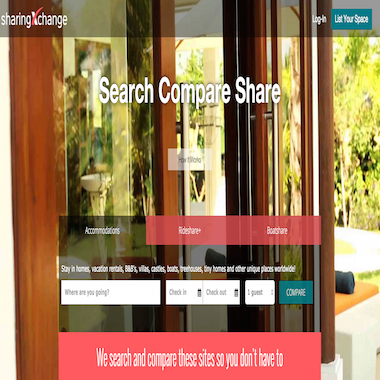 sharingXchange
Log-In List Your Space
Search Compare Share
How It Works
Accommodations Rideshare+ Boatshare
Stay in homes, vacation rentals, B&B's, villas, castles, boats, treehouses, tiny homes and other unique places worldwide!
Where are you going? Check in Check out 1 guest COMPARE
We search and compare these sites so you don't have to